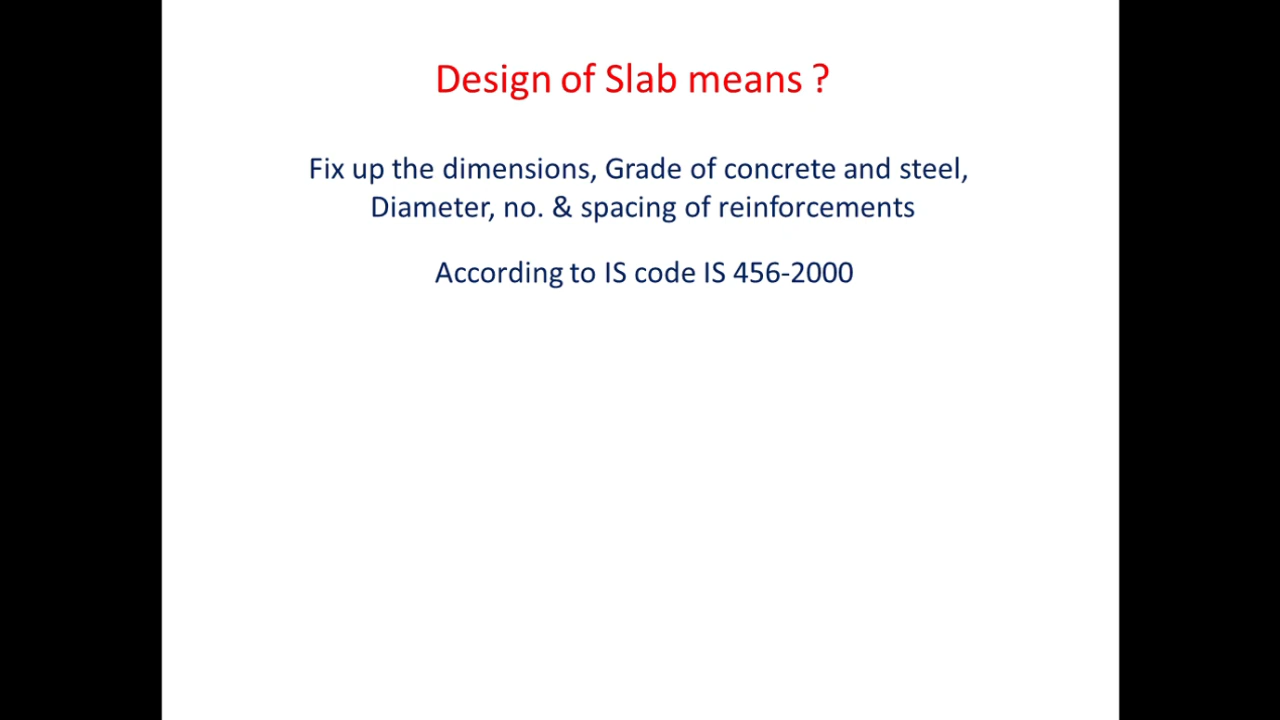 Design of Slab means ?
Fix up the dimensions, Grade of concrete and steel,
Diameter, no. & spacing of reinforcements
According to IS code IS 456-2000